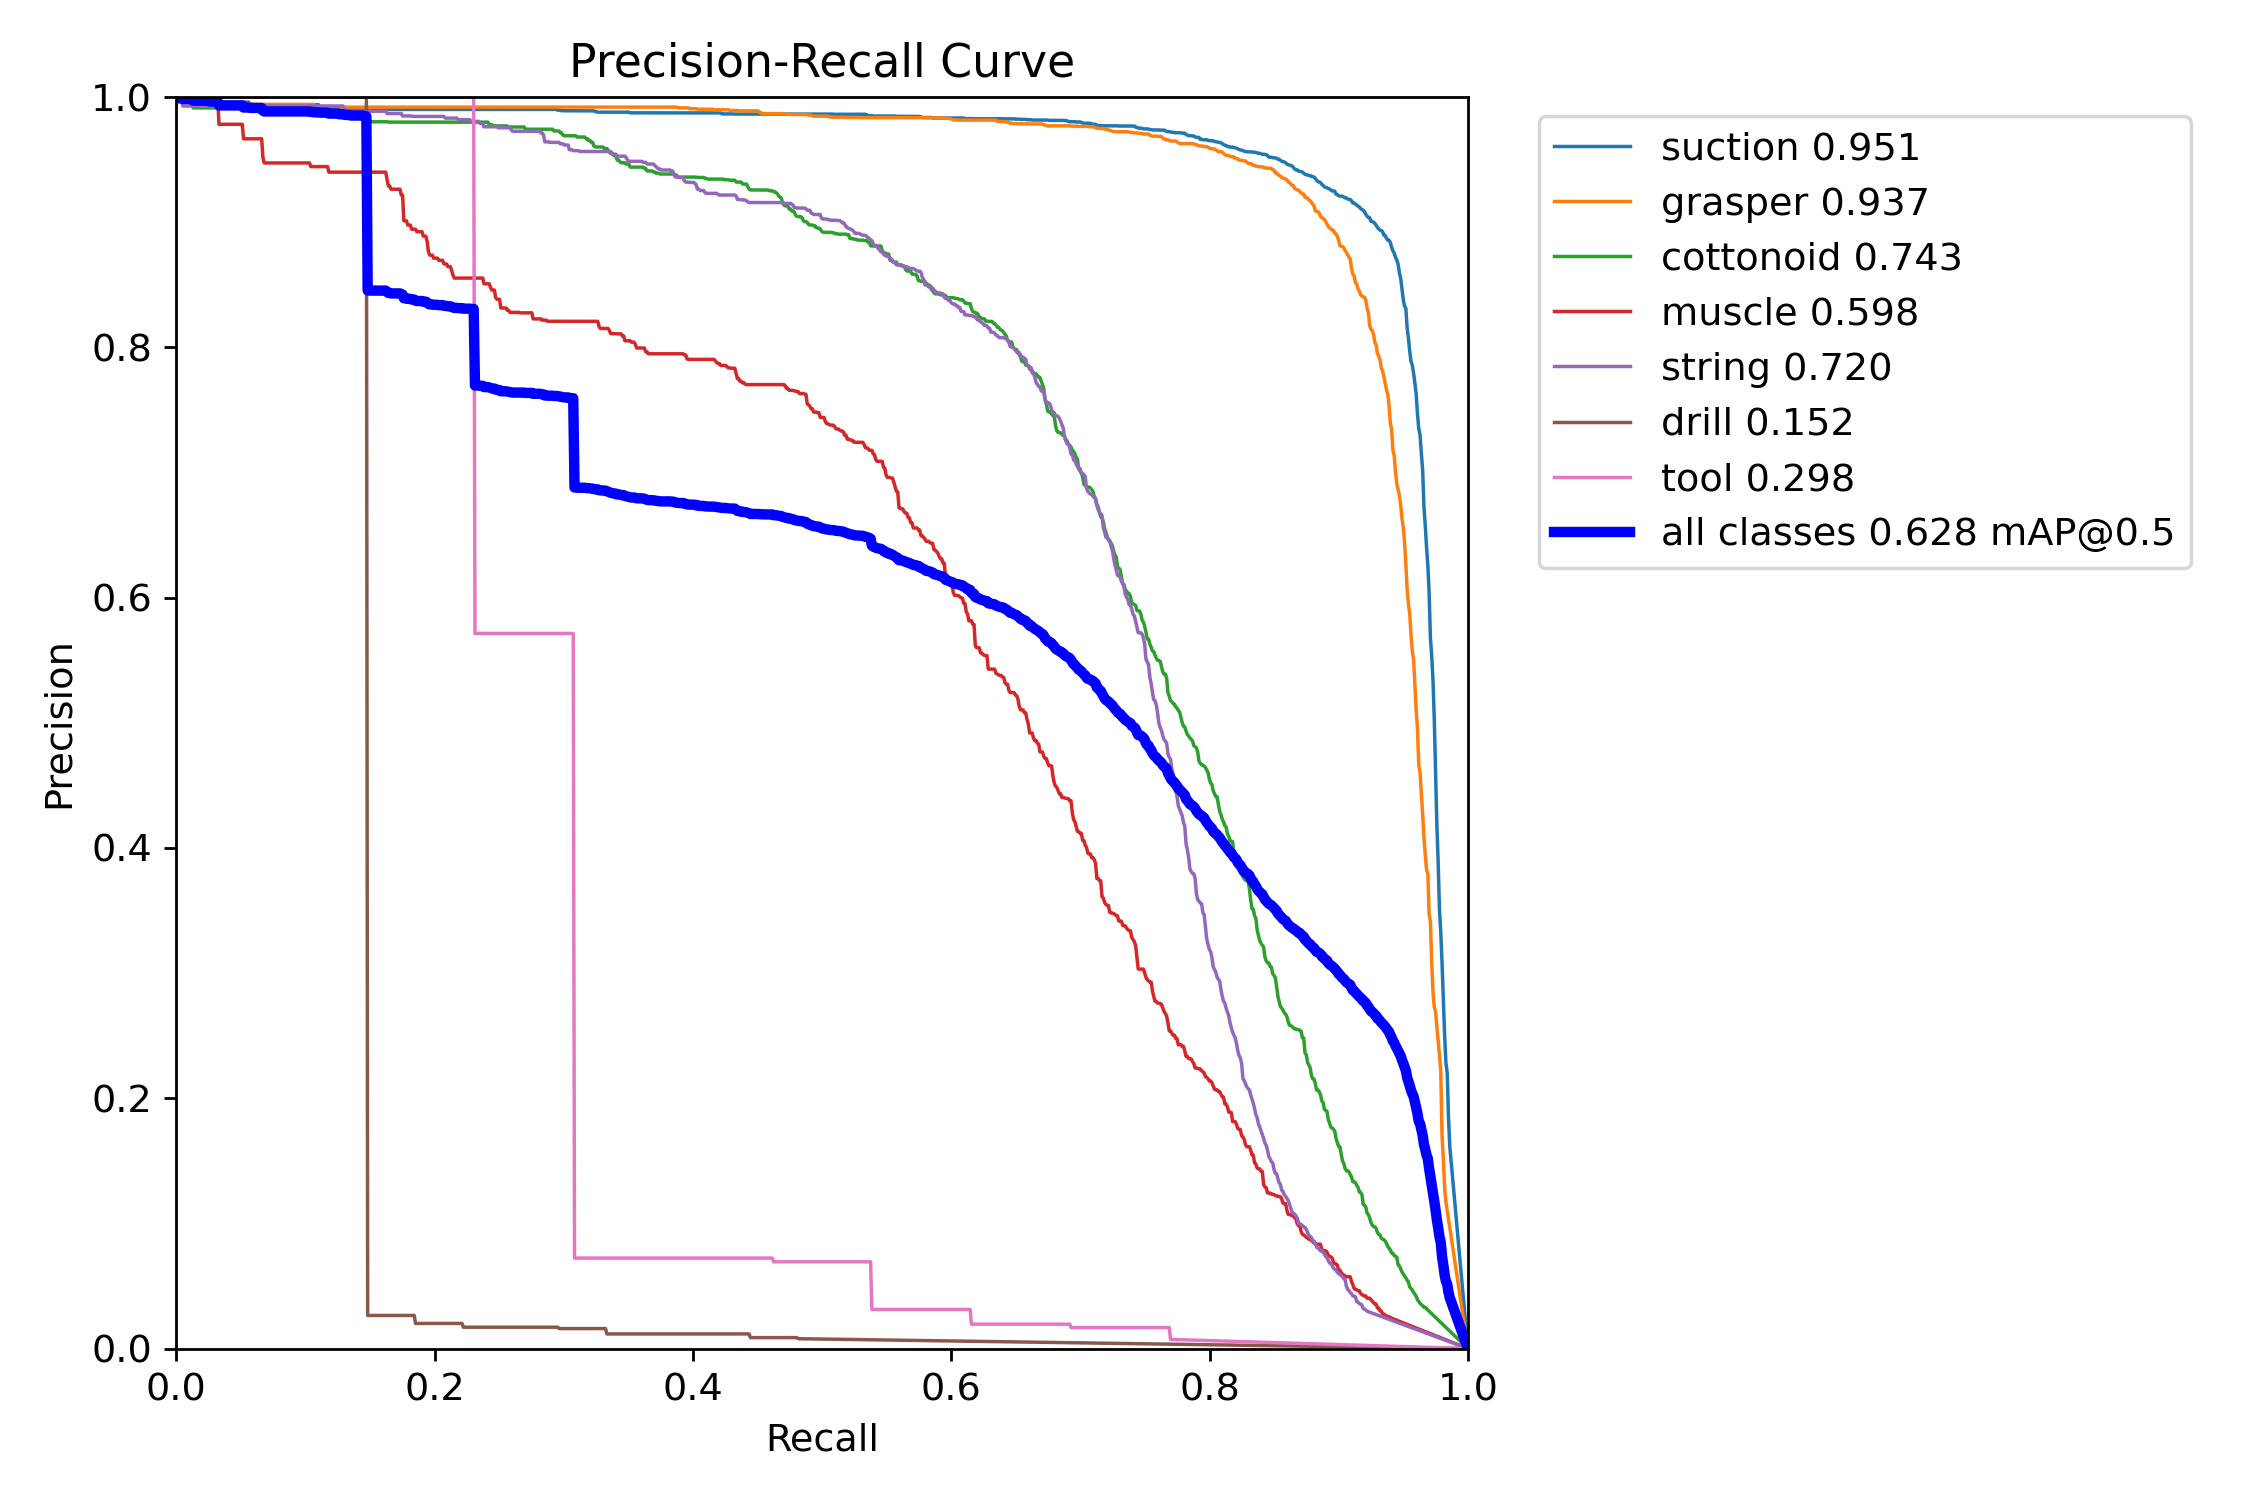 Precision-Recall Curve
1.0
0.8
0.6
0.4
0.2
0.0
Precision
0.0 0.2 0.4 0.6 0.8 1.0
Recall
suction 0.951
grasper 0.937
cottonoid 0.743
muscle 0.598
string 0.720
drill 0.152
tool 0.298
all classes 0.628 mAP@0.5